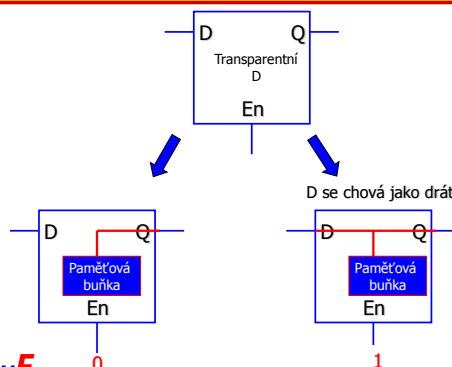 D Q
Transparentní
D
En
D se chová jako drát
D Q
Paměťová
buňka
En
0
D Q
Paměťová
buňka
En
1